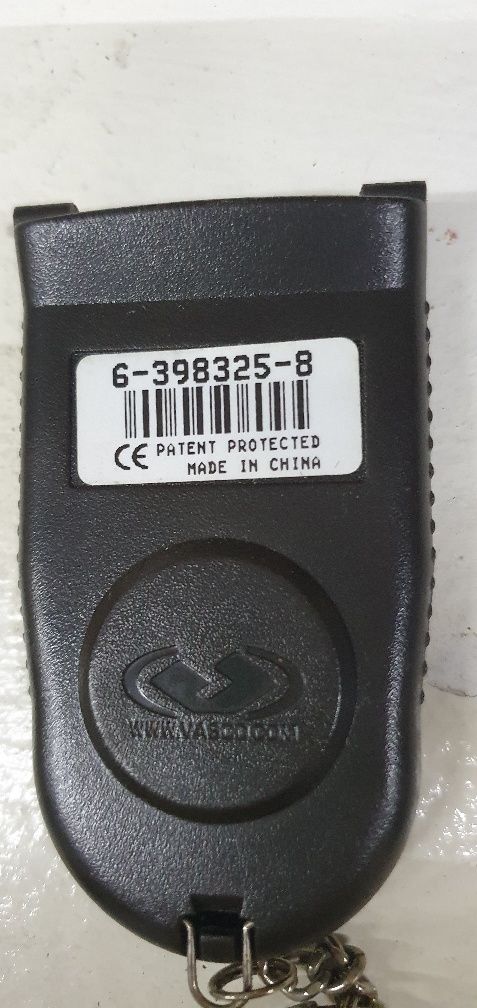 6-398325-8
CE PATENT PROTECTED
MADE IN CHINA
WWW.VASCO.COM